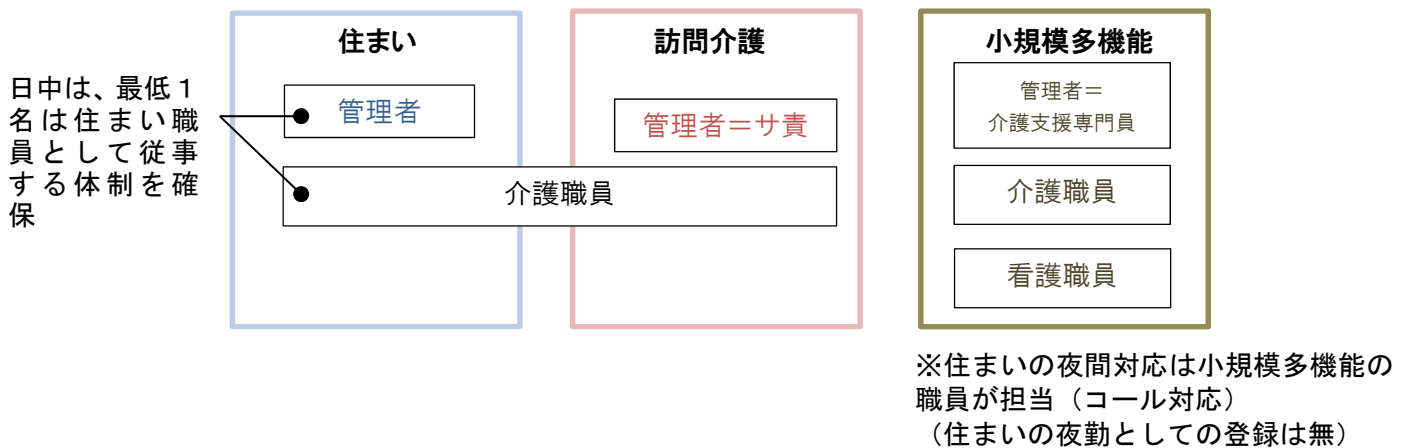 住まい
訪問介護
小規模多機能
日中は、最低１
名は住まい職
員として従事
する体制を確
保
管理者
管理者＝サ責
介護職員
管理者＝
介護支援専門員
介護職員
看護職員
※住まいの夜間対応は小規模多機能の
職員が担当（コール対応）
（住まいの夜勤としての登録は無）